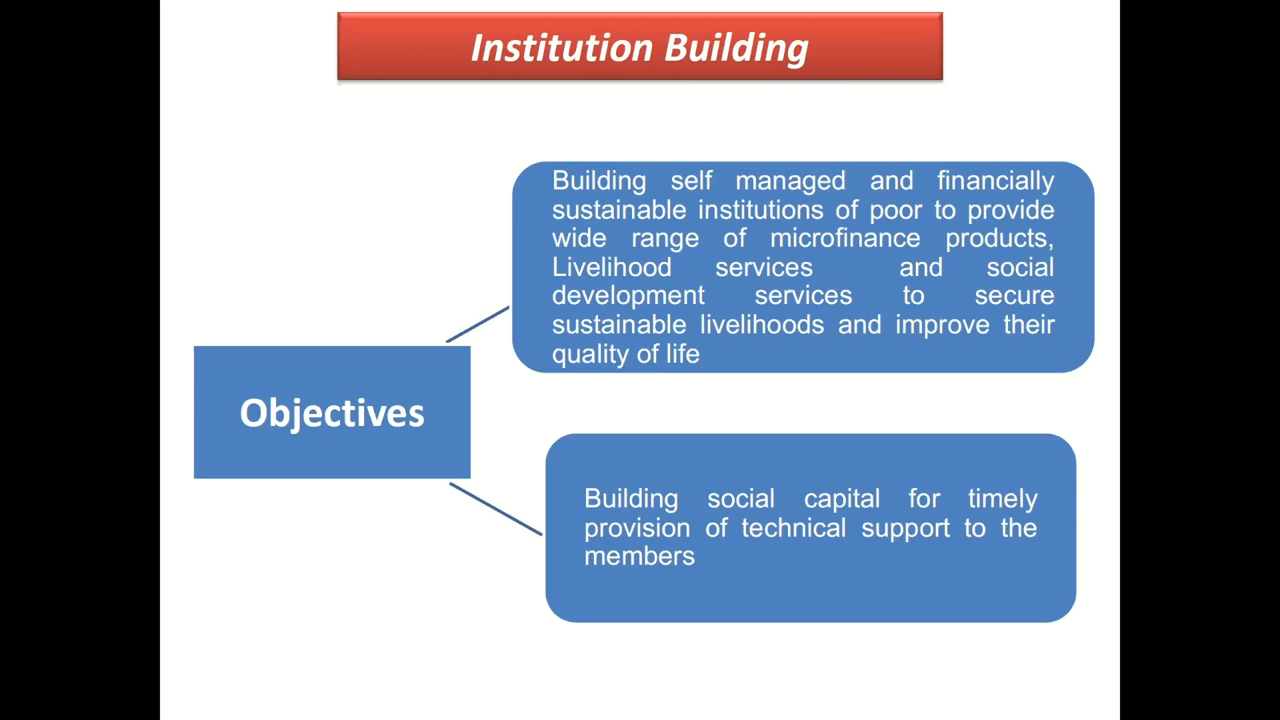 Institution Building
Building self managed and financially
sustainable institutions of poor to provide
wide range of microfinance products,
Livelihood services and social
development services to secure
sustainable livelihoods and improve their
quality of life
Objectives
Building social capital for timely
provision of technical support to the
members